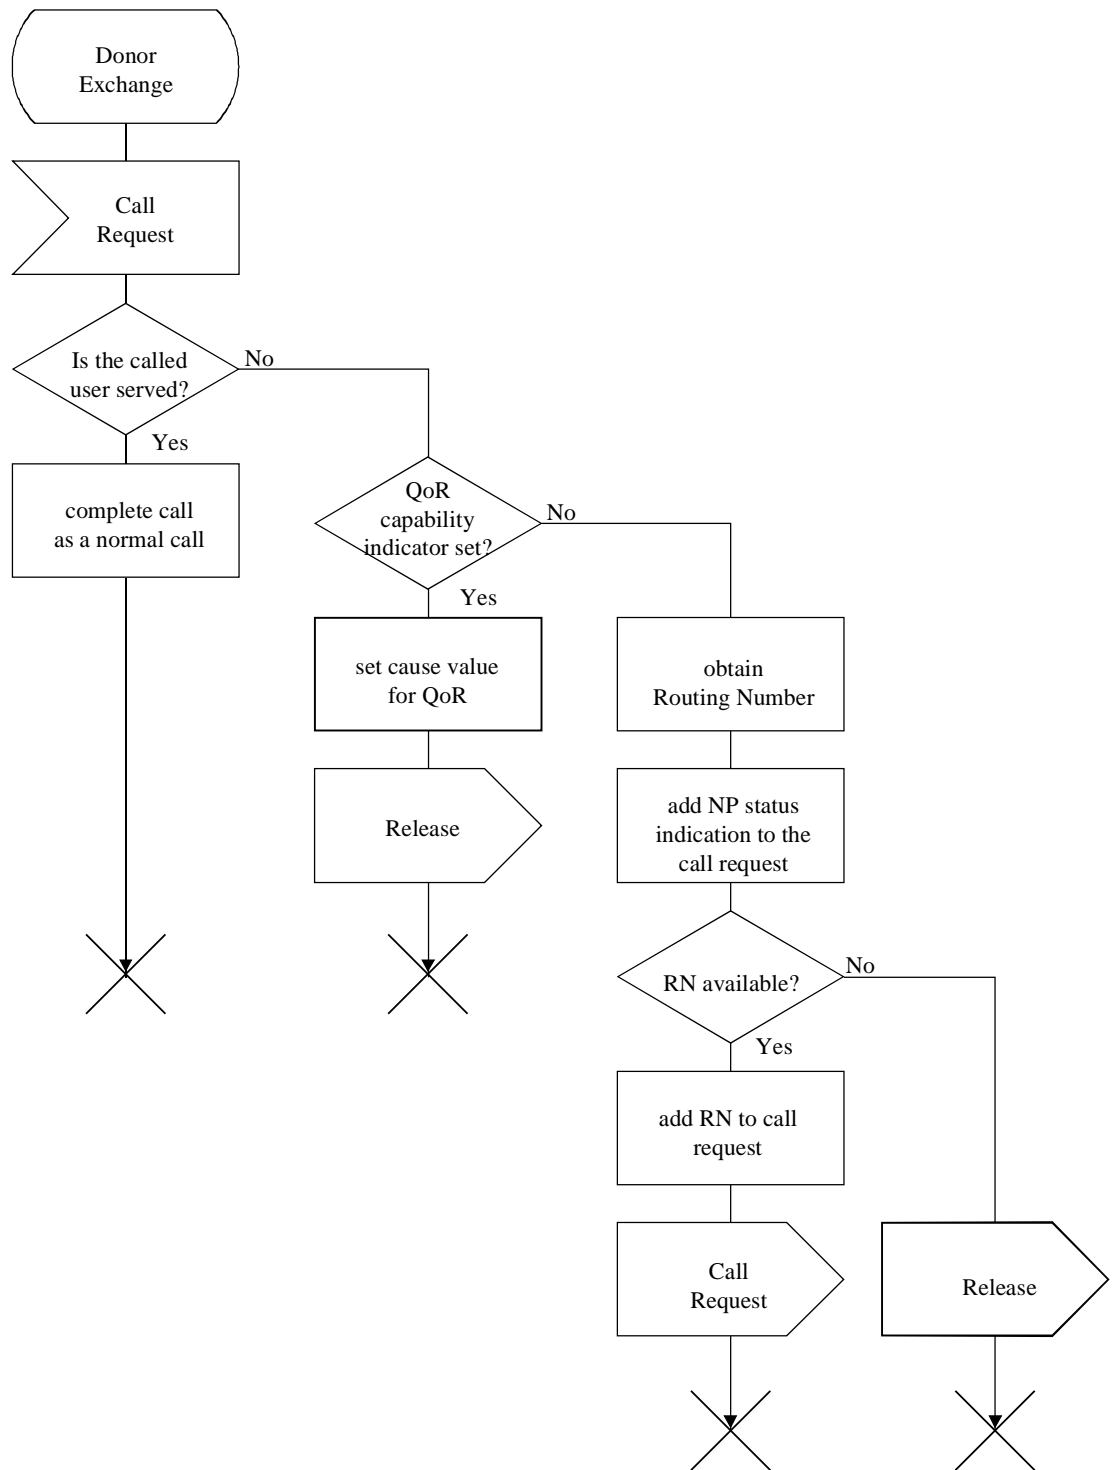 Donor
Exchange
Call
Request
Is the called
user served?
No
Yes
complete call
as a normal call
QoR
capability
indicator set?
No
Yes
set cause value
for QoR
Release
obtain
Routing Number
add NP status
indication to the
call request
RN available?
No
Yes
add RN to call
request
Call
Request
Release